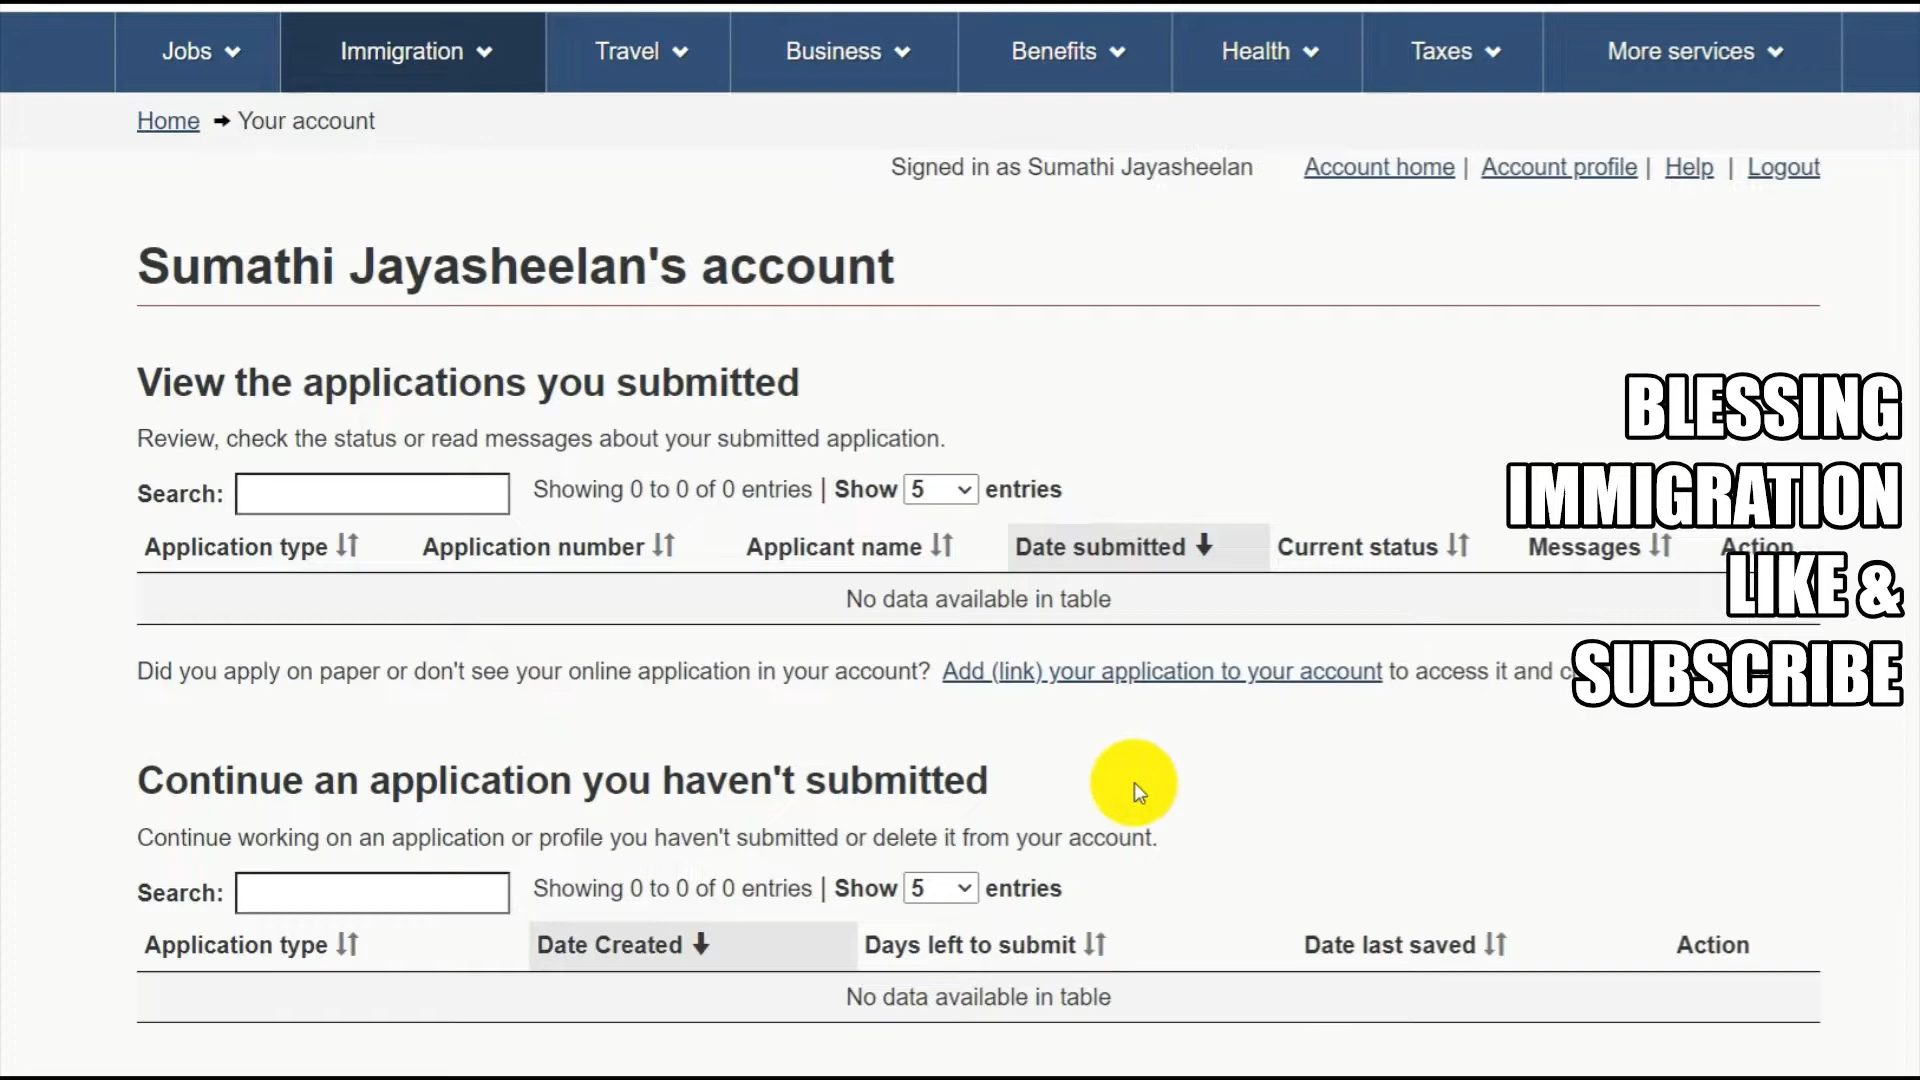 Jobs Immigration Travel Business Benefits Health Taxes More services
Home → Your account
Signed in as Sumathi Jayasheelan Account home | Account profile | Help | Logout
Sumathi Jayasheelan's account
View the applications you submitted
Review, check the status or read messages about your submitted application.
Search: Showing 0 to 0 of 0 entries | Show 5 entries
Application type Application number Applicant name Date submitted Current status Messages Action
No data available in table
Did you apply on paper or don't see your online application in your account? Add (link) your application to your account to access it and
BLESSING
IMMIGRATION
LIKE &
SUBSCRIBE
Continue an application you haven't submitted
Continue working on an application or profile you haven't submitted or delete it from your account.
Search: Showing 0 to 0 of 0 entries | Show 5 entries
Application type Date Created Days left to submit Date last saved Action
No data available in table